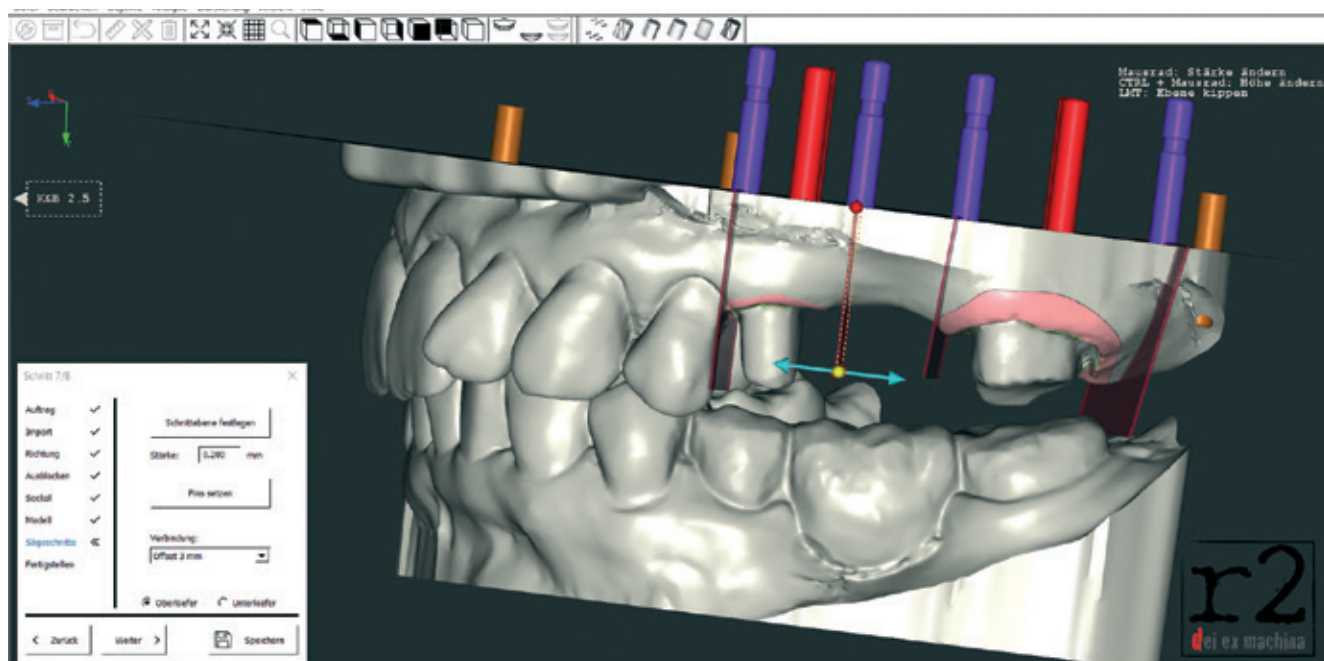 Mausrad: Stärke ändern
CTRL + Mausrad: Höhe ändern
LMT: Ebene kippen
K&B 2.5
Schritt 7/8
Auftrag
Import
Richtung
Ausblocken
Sockel
Modell
Sägeschnitte
Fertigstellen
Schnittebene festlegen
Stärke: 0.200 mm
Pins setzen
Verbindung:
Offset 3 mm
Oberkiefer Unterkiefer
< Zurück Weiter > Speichern
r2
dei ex machina